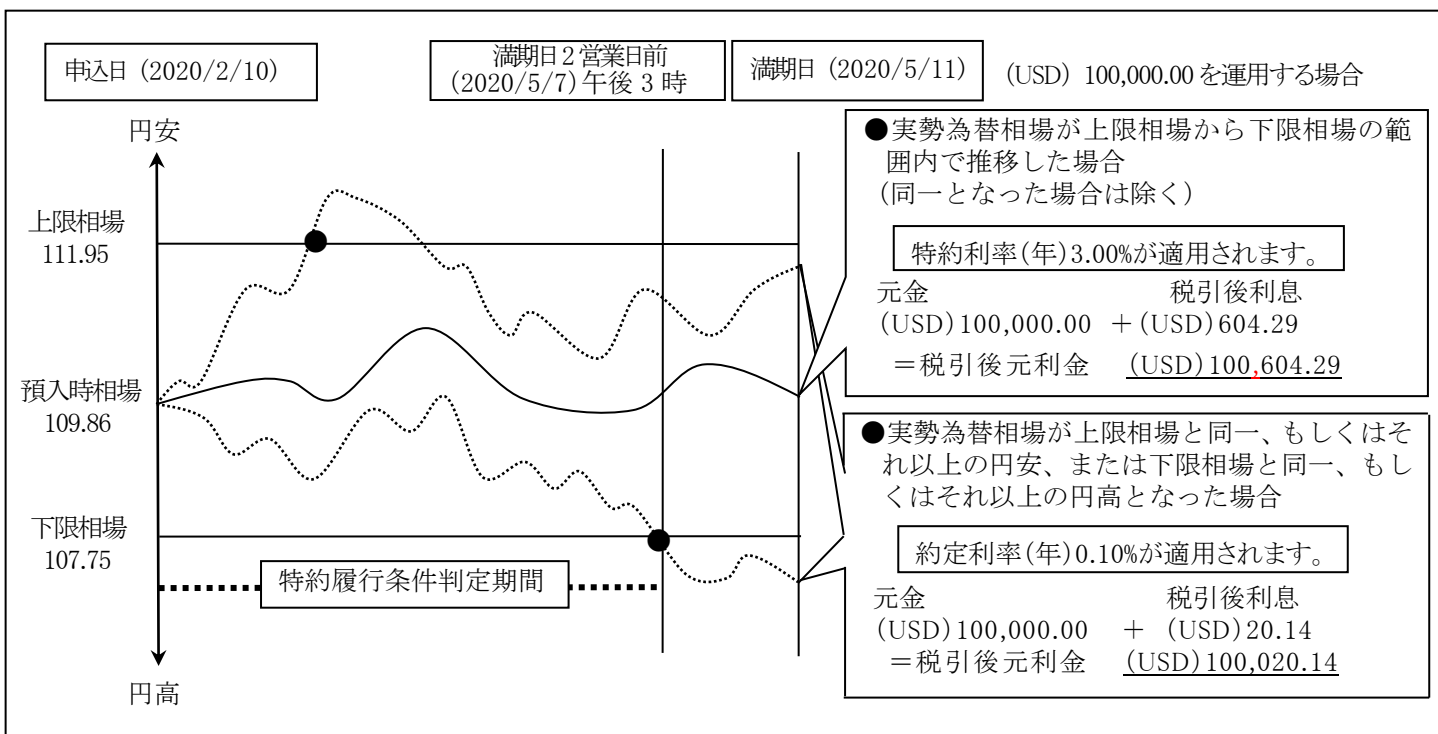 申込日 (2020/2/10)
満期日２営業日前
(2020/5/7)午後 3 時
満期日 (2020/5/11)
(USD) 100,000.00 を運用する場合
円安
上限相場
111.95
預入時相場
109.86
下限相場
107.75
円高
特約履行条件判定期間
●実勢為替相場が上限相場から下限相場の範
囲内で推移した場合
(同一となった場合は除く)
特約利率(年)3.00%が適用されます。
元金 税引後利息
(USD)100,000.00 ＋(USD)604.29
＝税引後元利金 (USD)100,604.29
●実勢為替相場が上限相場と同一、もしくはそ
れ以上の円安、または下限相場と同一、もし
くはそれ以上の円高となった場合
約定利率(年)0.10%が適用されます。
元金 税引後利息
(USD)100,000.00 ＋ (USD)20.14
＝税引後元利金 (USD)100,020.14